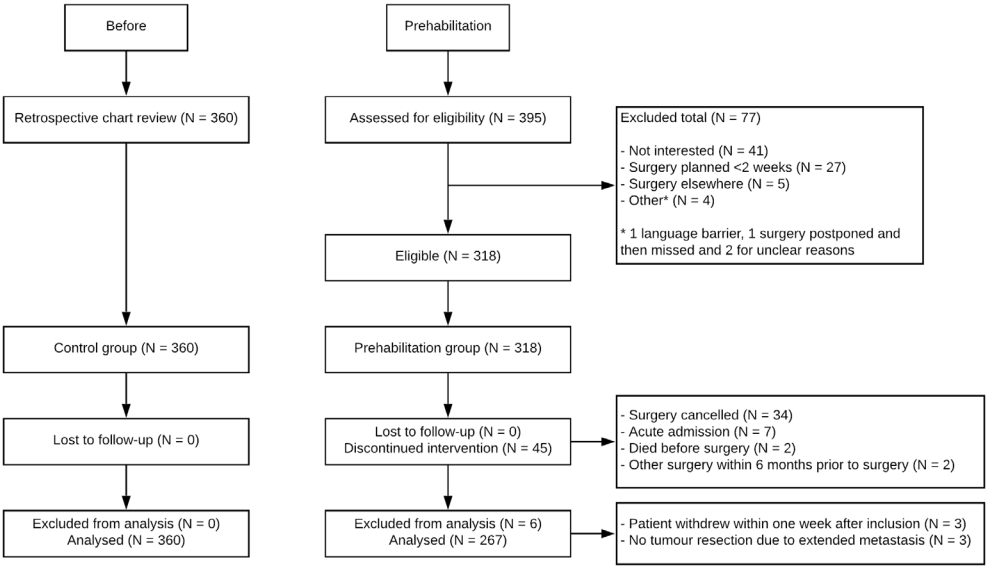 Before
Prehabilitation
Retrospective chart review (N = 360)
Assessed for eligibility (N = 395)
Excluded total (N = 77)
- Not interested (N = 41)
- Surgery planned <2 weeks (N = 27)
- Surgery elsewhere (N = 5)
- Other* (N = 4)
* 1 language barrier, 1 surgery postponed and
then missed and 2 for unclear reasons
Eligible (N = 318)
Control group (N = 360)
Prehabilitation group (N = 318)
Lost to follow-up (N = 0)
Lost to follow-up (N = 0)
Discontinued intervention (N = 45)
- Surgery cancelled (N = 34)
- Acute admission (N = 7)
- Died before surgery (N = 2)
- Other surgery within 6 months prior to surgery (N = 2)
Excluded from analysis (N = 0)
Analysed (N = 360)
Excluded from analysis (N = 6)
Analysed (N = 267)
- Patient withdrew within one week after inclusion (N = 3)
- No tumour resection due to extended metastasis (N = 3)